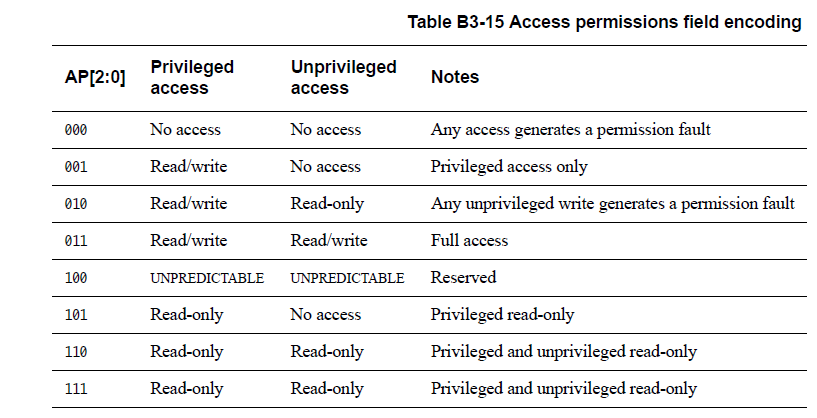 Table B3-15 Access permissions field encoding
AP[2:0] Privileged access Unprivileged access Notes
000 No access No access Any access generates a permission fault
001 Read/write No access Privileged access only
010 Read/write Read-only Any unprivileged write generates a permission fault
011 Read/write Read/write Full access
100 UNPREDICTABLE UNPREDICTABLE Reserved
101 Read-only No access Privileged read-only
110 Read-only Read-only Privileged and unprivileged read-only
111 Read-only Read-only Privileged and unprivileged read-only